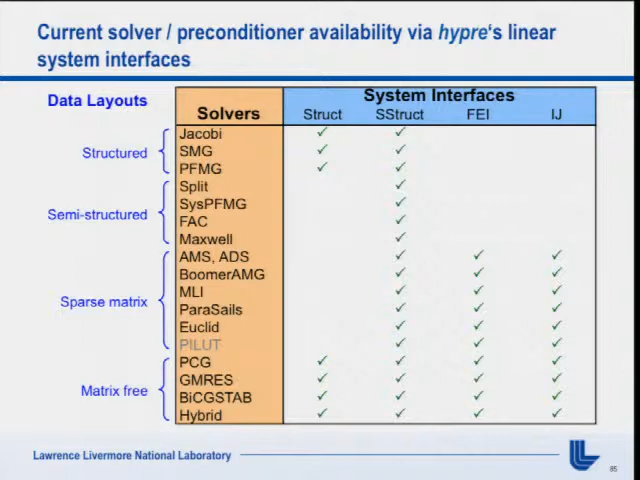 Current solver / preconditioner availability via hypre's linear
system interfaces
Data Layouts
Solvers
System Interfaces
Struct SStruct FEI IJ
Structured
Jacobi ✓ ✓
SMG ✓ ✓
PFMG ✓ ✓
Semi-structured
Split ✓
SysPFMG ✓
FAC ✓
Maxwell ✓
Sparse matrix
AMS, ADS ✓ ✓ ✓
BoomerAMG ✓ ✓ ✓
MLI ✓ ✓ ✓
ParaSails ✓ ✓ ✓
Euclid ✓ ✓ ✓
PILUT ✓ ✓ ✓
Matrix free
PCG ✓ ✓ ✓ ✓
GMRES ✓ ✓ ✓ ✓
BiCGSTAB ✓ ✓ ✓ ✓
Hybrid ✓ ✓ ✓ ✓
Lawrence Livermore National Laboratory
85